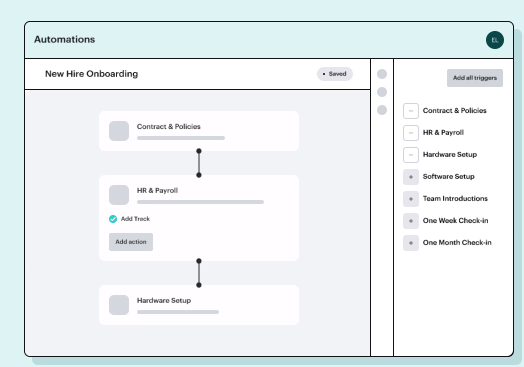 Automations
EL
New Hire Onboarding
Saved
Add all triggers
Contract & Policies
HR & Payroll
Add Track
Add action
Hardware Setup
Contract & Policies
HR & Payroll
Hardware Setup
Software Setup
Team Introductions
One Week Check-in
One Month Check-in